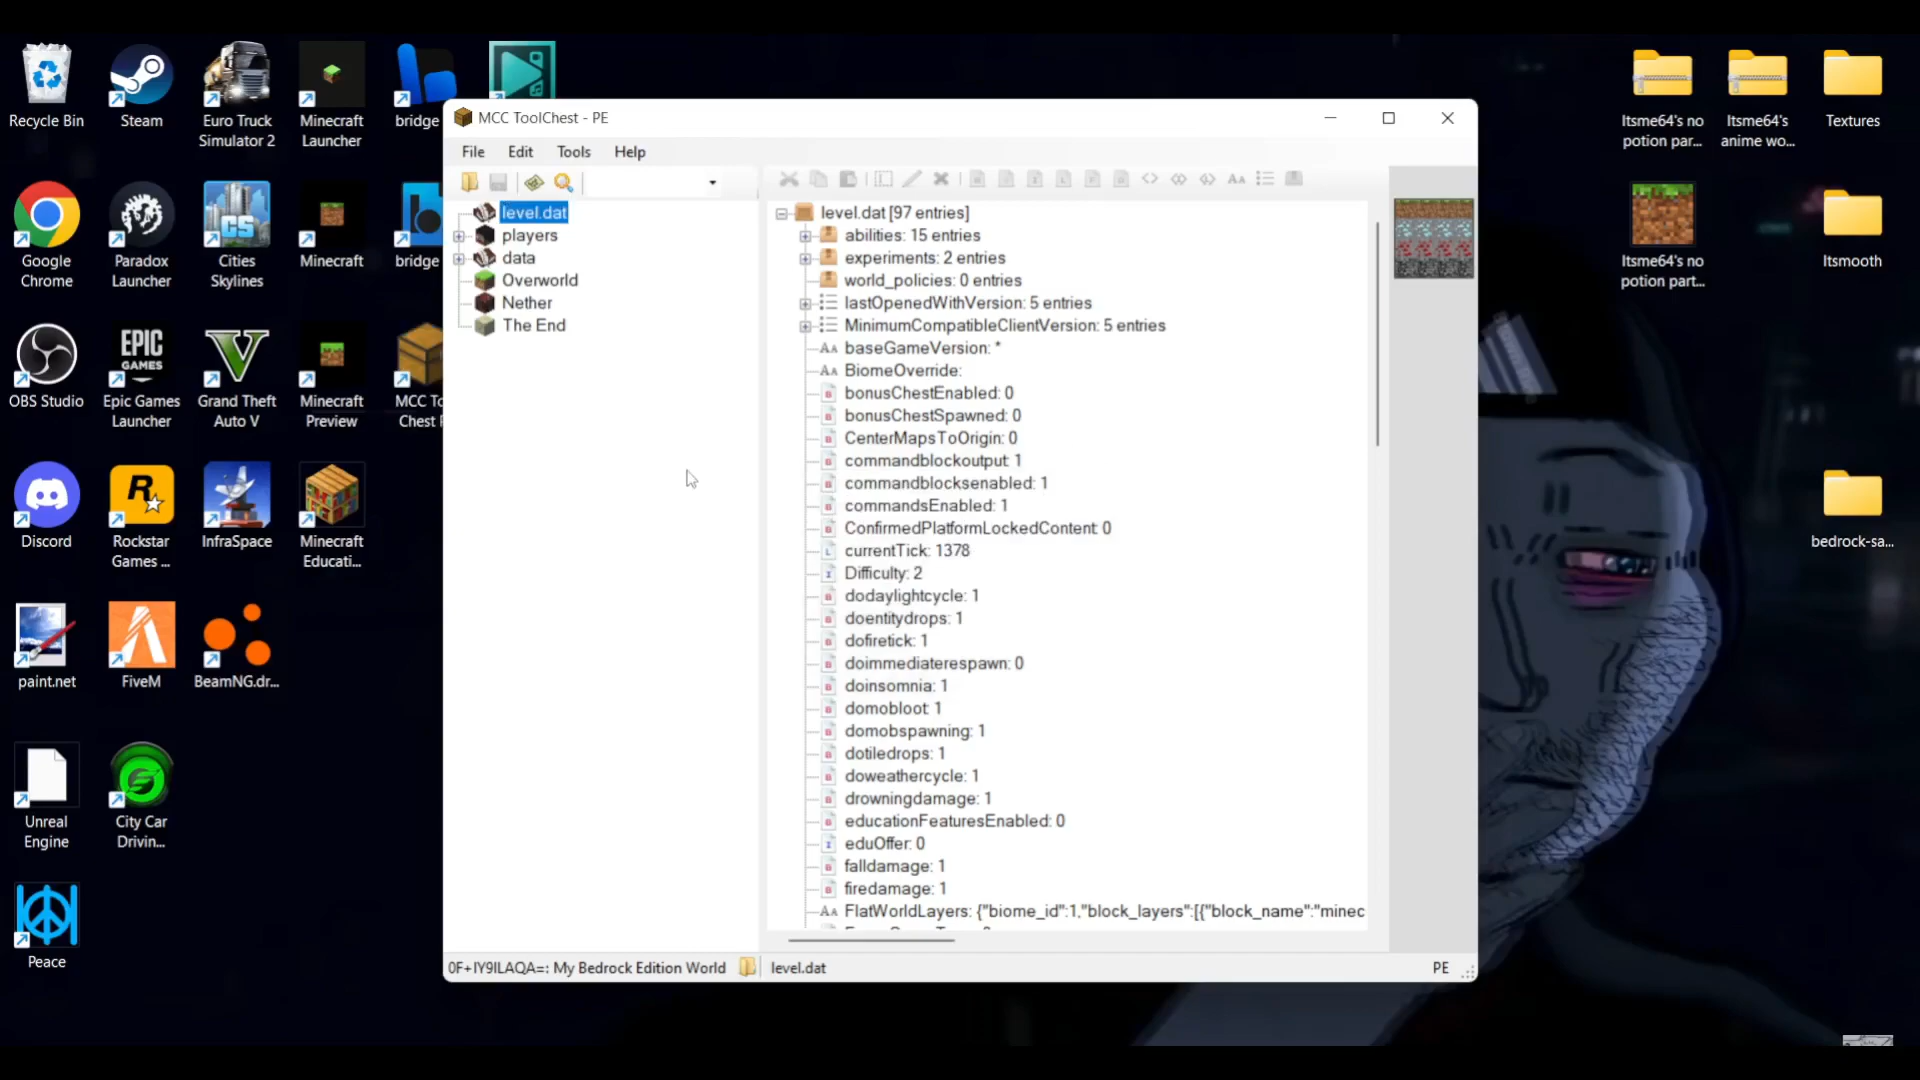 Recycle Bin
Steam
Euro Truck
Simulator 2
Minecraft
Launcher
bridge
Google
Chrome
Paradox
Launcher
Cities
Skylines
Minecraft
bridge
OBS Studio
EPIC
GAMES
Epic Games
Launcher
Grand Theft
Auto V
Minecraft
Preview
MCC To
Chest P
Discord
Rockstar
Games ...
InfraSpace
Minecraft
Educati...
paint.net
FiveM
BeamNG.dr...
Unreal
Engine
City Car
Drivin...
Peace
MCC ToolChest - PE
File Edit Tools Help
level.dat
players
data
Overworld
Nether
The End
level.dat [97 entries]
abilities: 15 entries
experiments: 2 entries
world_policies: 0 entries
lastOpenedWithVersion: 5 entries
MinimumCompatibleClientVersion: 5 entries
baseGameVersion: *
BiomeOverride:
bonusChestEnabled: 0
bonusChestSpawned: 0
CenterMapsToOrigin: 0
commandblockoutput: 1
commandblocksenabled: 1
commandsEnabled: 1
ConfirmedPlatformLockedContent: 0
currentTick: 1378
Difficulty: 2
dodaylightcycle: 1
doentitydrops: 1
dofiretick: 1
doimmediaterespawn: 0
doinsomnia: 1
domobloot: 1
domobspawning: 1
dotiledrops: 1
doweathercycle: 1
drowningdamage: 1
educationFeaturesEnabled: 0
eduOffer: 0
falldamage: 1
firedamage: 1
FlatWorldLayers: {"biome_id":1,"block_layers":[{"block_name":"minec
0F+IY9ILAQA=: My Bedrock Edition World
level.dat
PE
Itsme64's no
potion par...
Itsme64's
anime wo...
Textures
Itsme64's no
potion part...
Itsmooth
bedrock-sa...